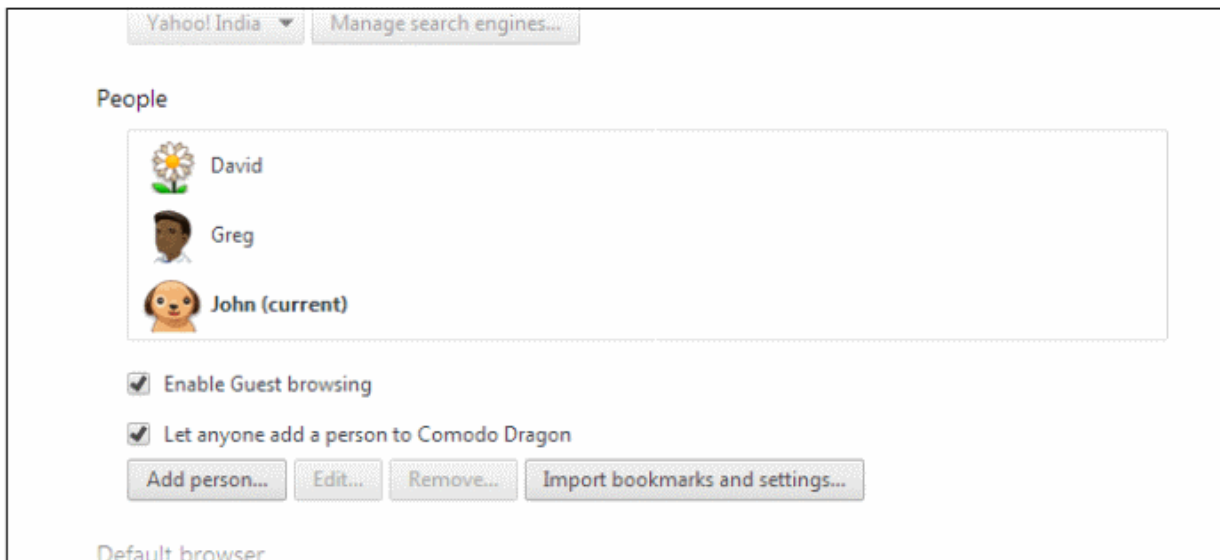 Yahoo! India Manage search engines...
People
David
Greg
John (current)
Enable Guest browsing
Let anyone add a person to Comodo Dragon
Add person... Edit... Remove... Import bookmarks and settings...
Default browser